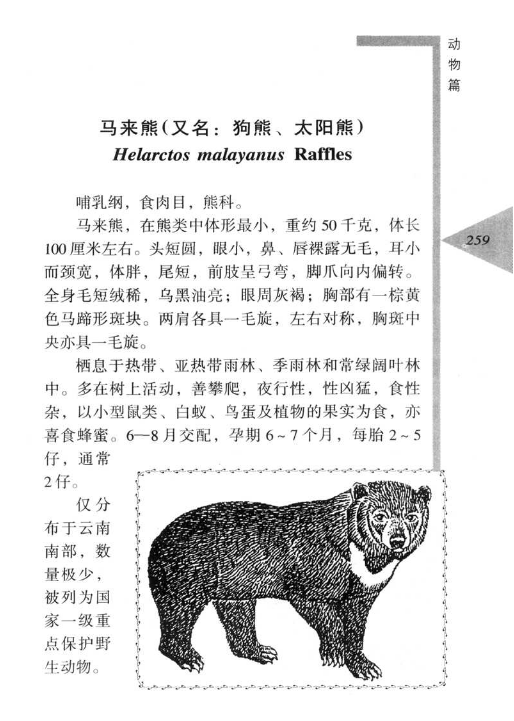 动物篇
马来熊(又名：狗熊、太阳熊)
Helarctos malayanus Raffles
哺乳纲，食肉目，熊科。
马来熊，在熊类中体形最小，重约50千克，体长
100厘米左右。头短圆，眼小，鼻、唇裸露无毛，耳小
而颈宽，体胖，尾短，前肢呈弓弯，脚爪向内偏转。
全身毛短绒稀，乌黑油亮；眼周灰褐；胸部有一棕黄
色马蹄形斑块。两肩各具一毛旋，左右对称，胸斑中
央亦具一毛旋。
栖息于热带、亚热带雨林、季雨林和常绿阔叶林
中。多在树上活动，善攀爬，夜行性，性凶猛，食性
杂，以小型鼠类、白蚁、鸟蛋及植物的果实为食，亦
喜食蜂蜜。6—8月交配，孕期6~7个月，每胎2~5
仔，通常
2仔。
仅分
布于云南
南部，数
量极少，
被列为国
家一级重
点保护野
生动物。
259